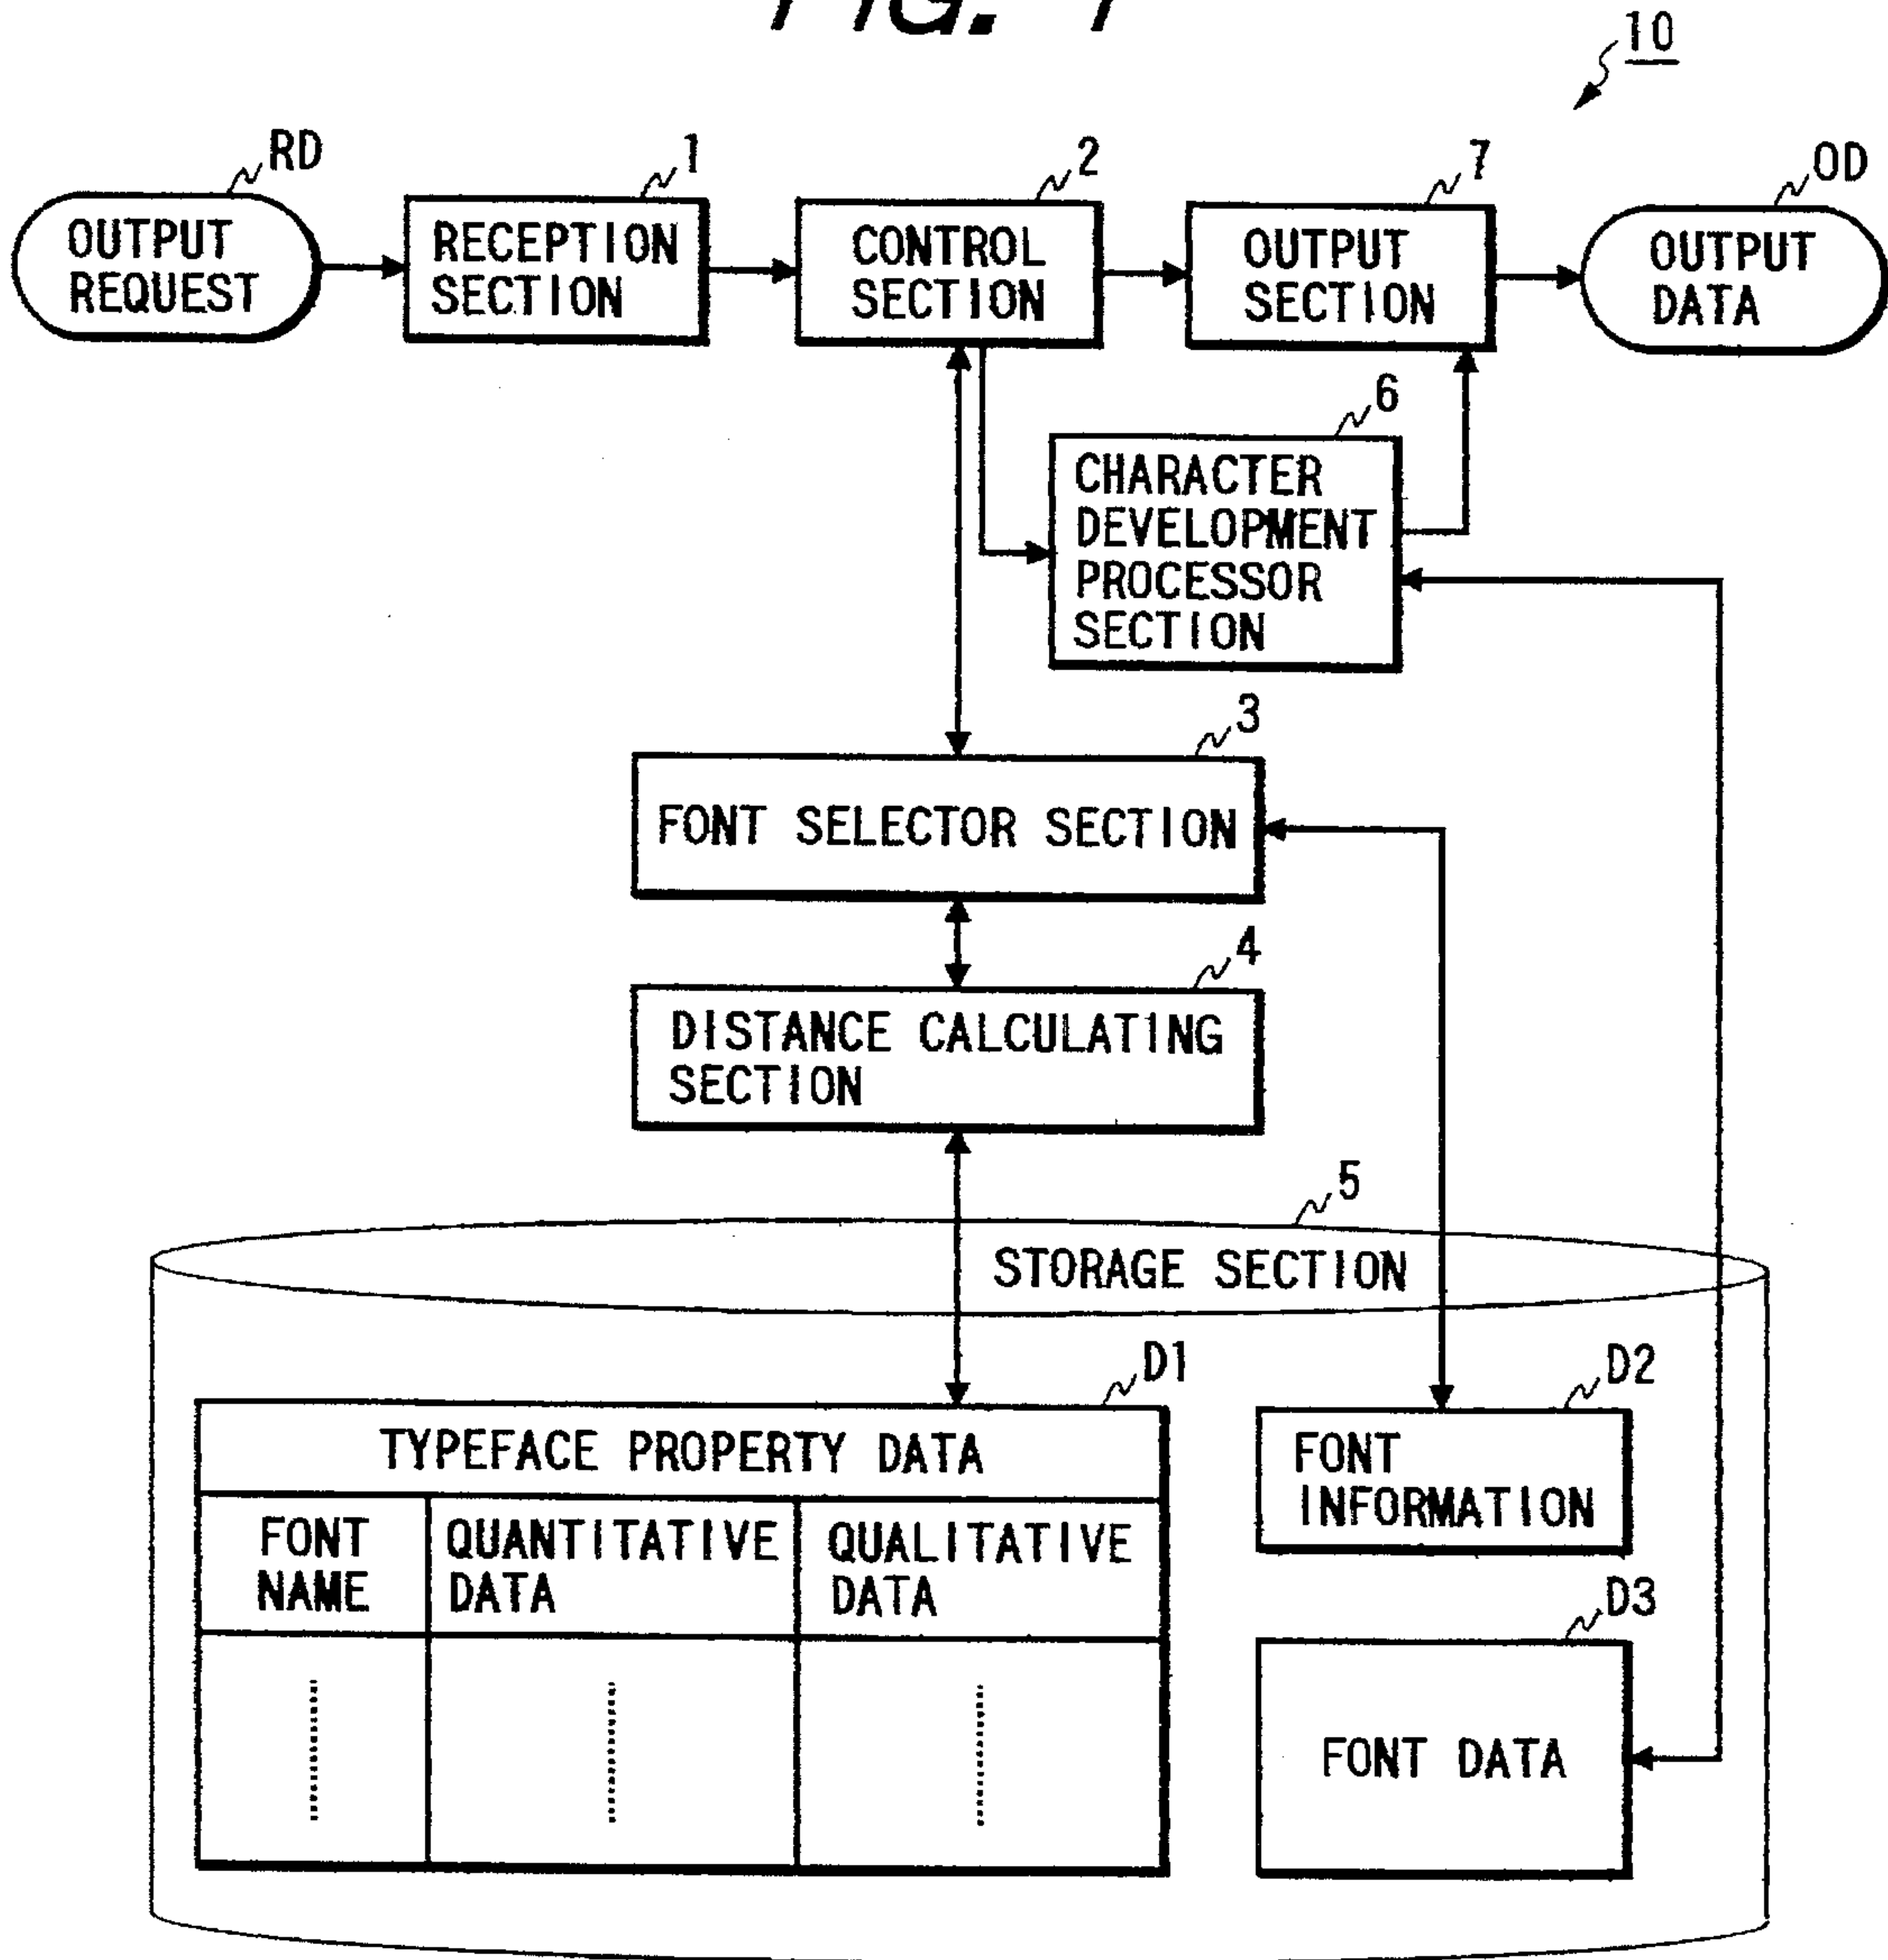 FIG. 1
10
RD
1
2
7
OD
OUTPUT
REQUEST
RECEPTION
SECTION
CONTROL
SECTION
OUTPUT
SECTION
OUTPUT
DATA
6
CHARACTER
DEVELOPMENT
PROCESSOR
SECTION
3
FONT SELECTOR SECTION
4
DISTANCE CALCULATING
SECTION
5
STORAGE SECTION
D1
TYPEFACE PROPERTY DATA
FONT
NAME
QUANTITATIVE
DATA
QUALITATIVE
DATA
D2
FONT
INFORMATION
D3
FONT DATA